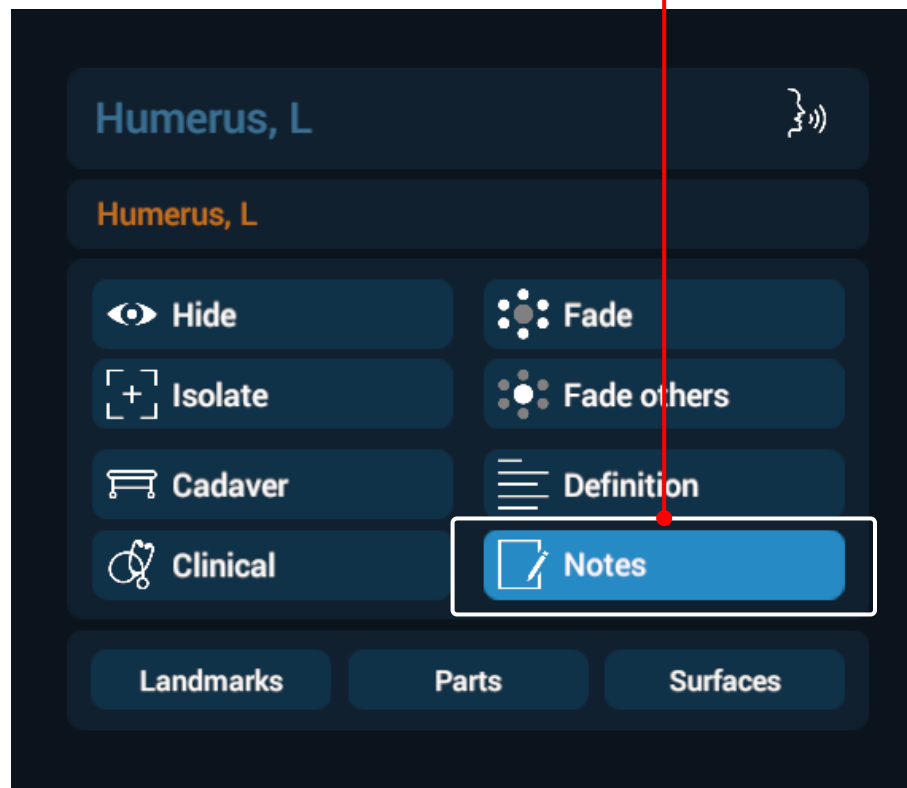 Humerus, L
Humerus, L
Hide
Fade
Isolate
Fade others
Cadaver
Definition
Clinical
Notes
Landmarks
Parts
Surfaces